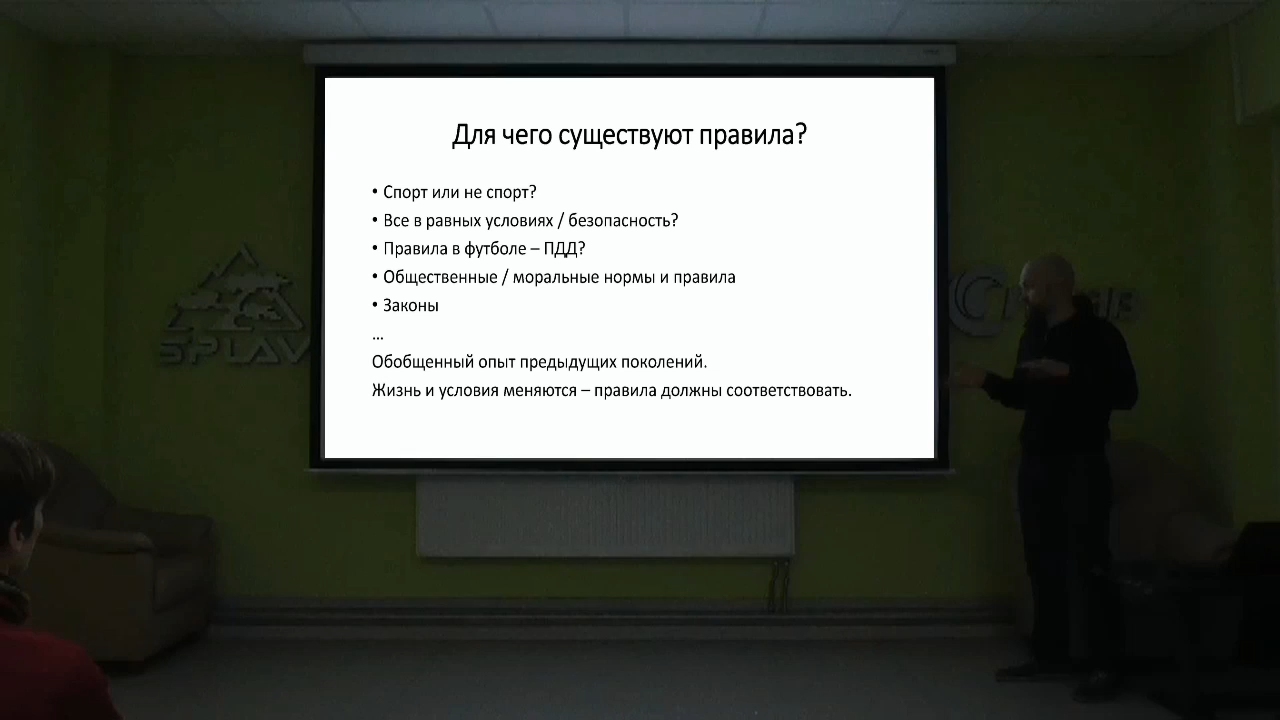 Для чего существуют правила?
• Спорт или не спорт?
• Все в равных условиях / безопасность?
• Правила в футболе – ПДД?
• Общественные / моральные нормы и правила
• Законы
...
Обобщенный опыт предыдущих поколений.
Жизнь и условия меняются – правила должны соответствовать.
SPLAV